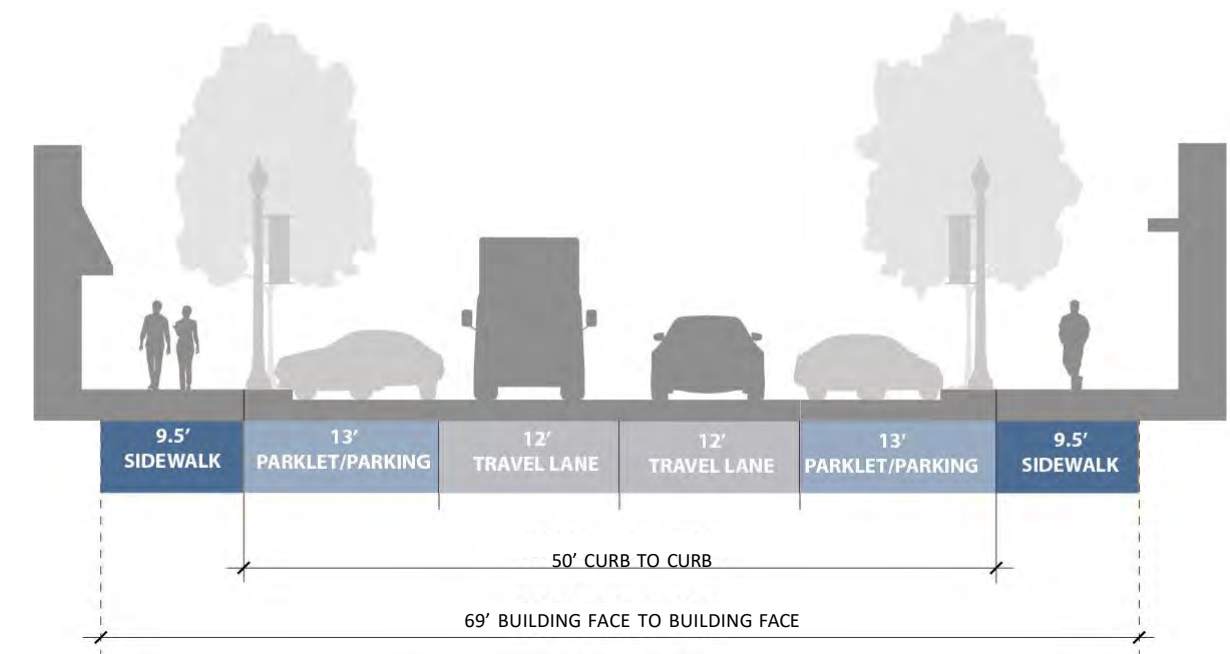 9.5’
SIDEWALK
13’
PARKLET/PARKING
12’
TRAVEL LANE
12’
TRAVEL LANE
13’
PARKLET/PARKING
9.5’
SIDEWALK
50’ CURB TO CURB
69’ BUILDING FACE TO BUILDING FACE